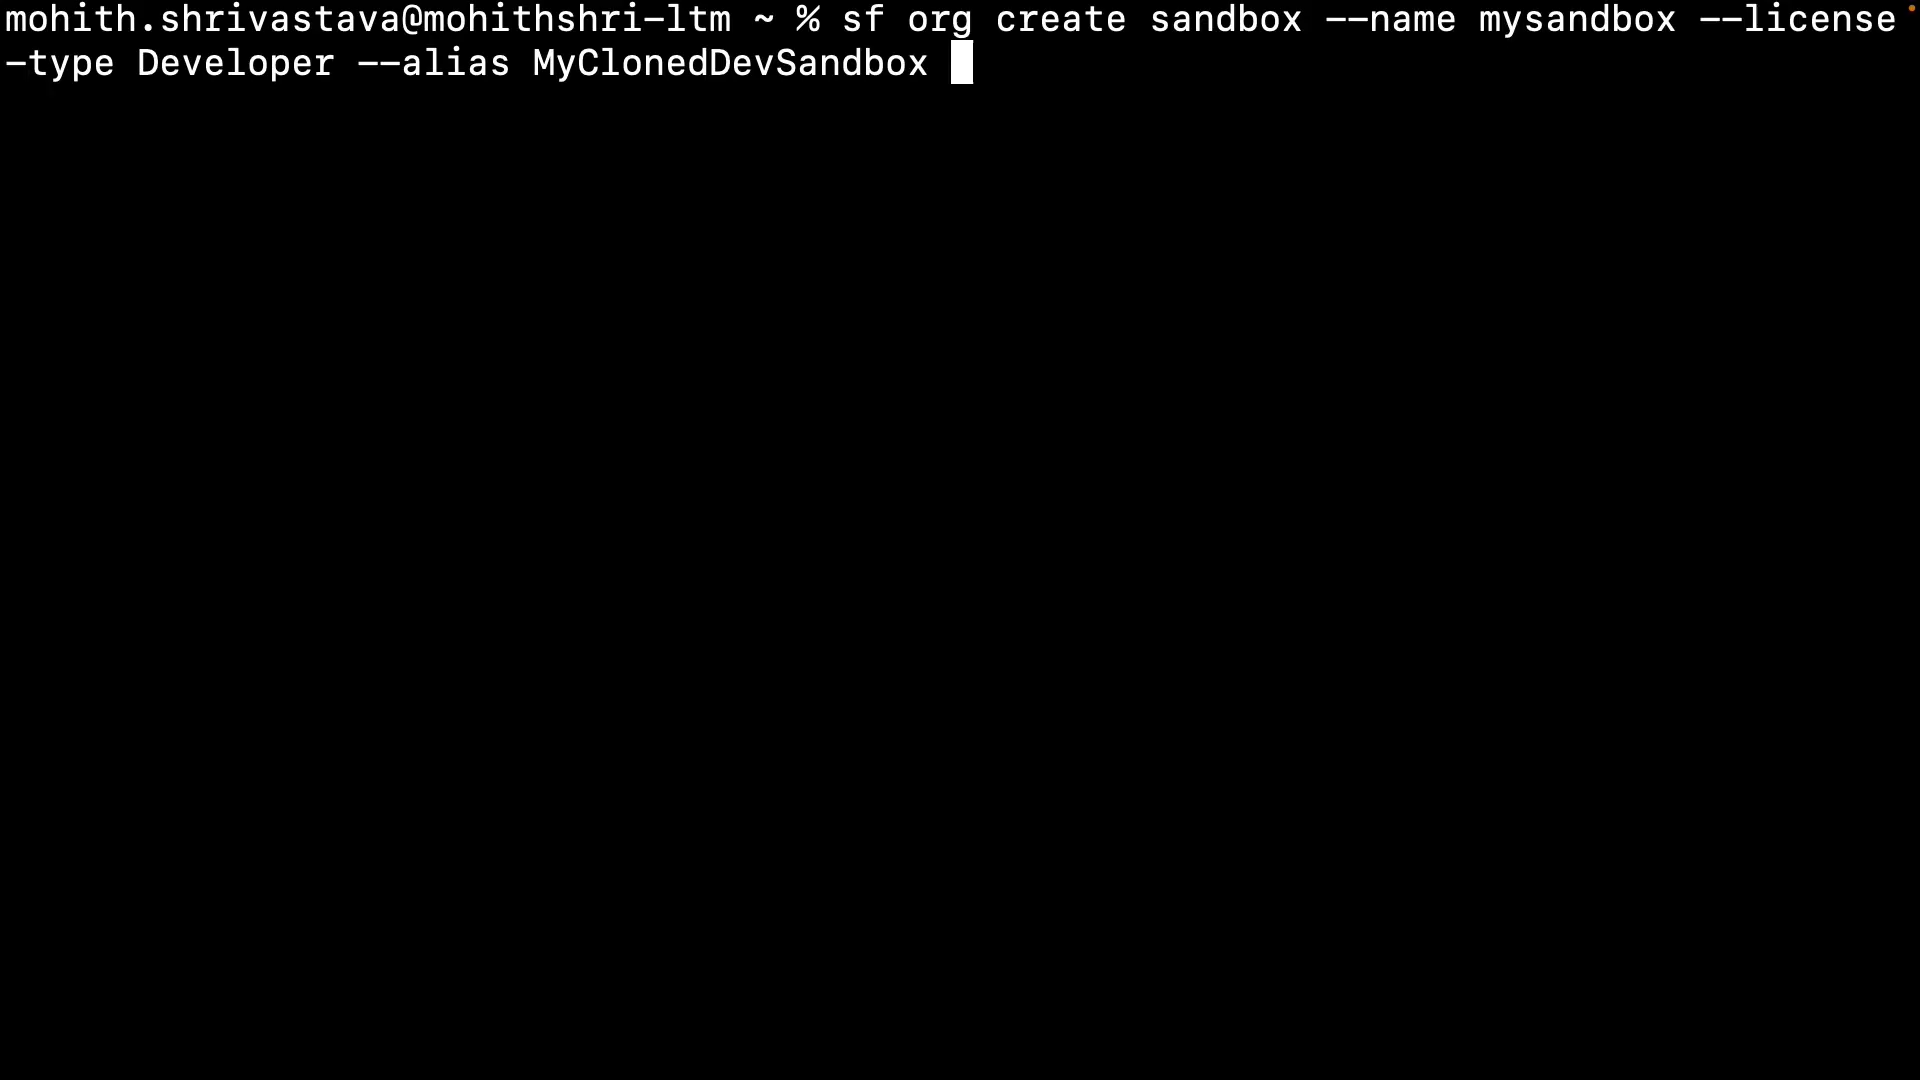 mohith.shrivastava@mohithshri-ltm ~ % sf org create sandbox --name mysandbox --license
-type Developer --alias MyClonedDevSandbox